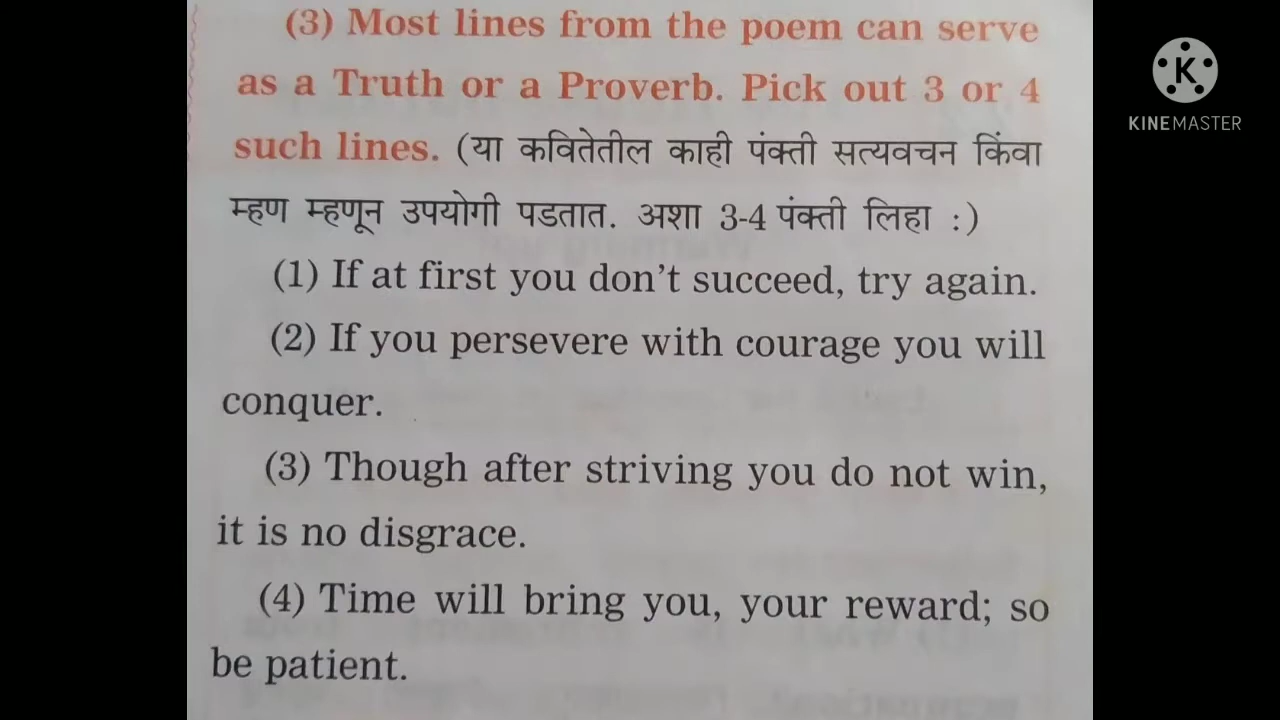 (3) Most lines from the poem can serve
as a Truth or a Proverb. Pick out 3 or 4
such lines. (या कवितेतील काही पंक्ती सत्यवचन किंवा
म्हण म्हणून उपयोगी पडतात. अशा 3-4 पंक्ती लिहा :)
(1) If at first you don't succeed, try again.
(2) If you persevere with courage you will
conquer.
(3) Though after striving you do not win,
it is no disgrace.
(4) Time will bring you, your reward; so
be patient.
K
KINEMASTER